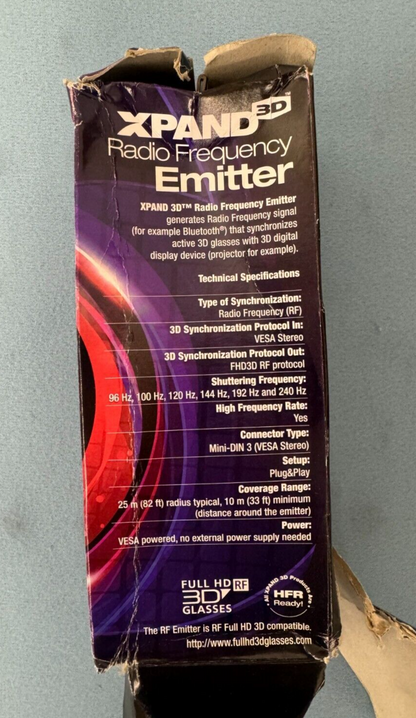 XPAND 3D™
Radio Frequency
Emitter
XPAND 3D™ Radio Frequency Emitter
generates Radio Frequency signal
(for example Bluetooth®) that synchronizes
active 3D glasses with 3D digital
display device (projector for example).
Technical Specifications
Type of Synchronization:
Radio Frequency (RF)
3D Synchronization Protocol In:
VESA Stereo
3D Synchronization Protocol Out:
FHD3D RF protocol
Shuttering Frequency:
96 Hz, 100 Hz, 120 Hz, 144 Hz, 192 Hz and 240 Hz
High Frequency Rate:
Yes
Connector Type:
Mini-DIN 3 (VESA Stereo)
Setup:
Plug&Play
Coverage Range:
25 m (82 ft) radius typical, 10 m (33 ft) minimum
(distance around the emitter)
Power:
VESA powered, no external power supply needed
FULL HD RF
3D
GLASSES
All XPAND 3D Products Are
HFR
Ready!
The RF Emitter is RF Full HD 3D compatible.
http://www.fullhd3dglasses.com